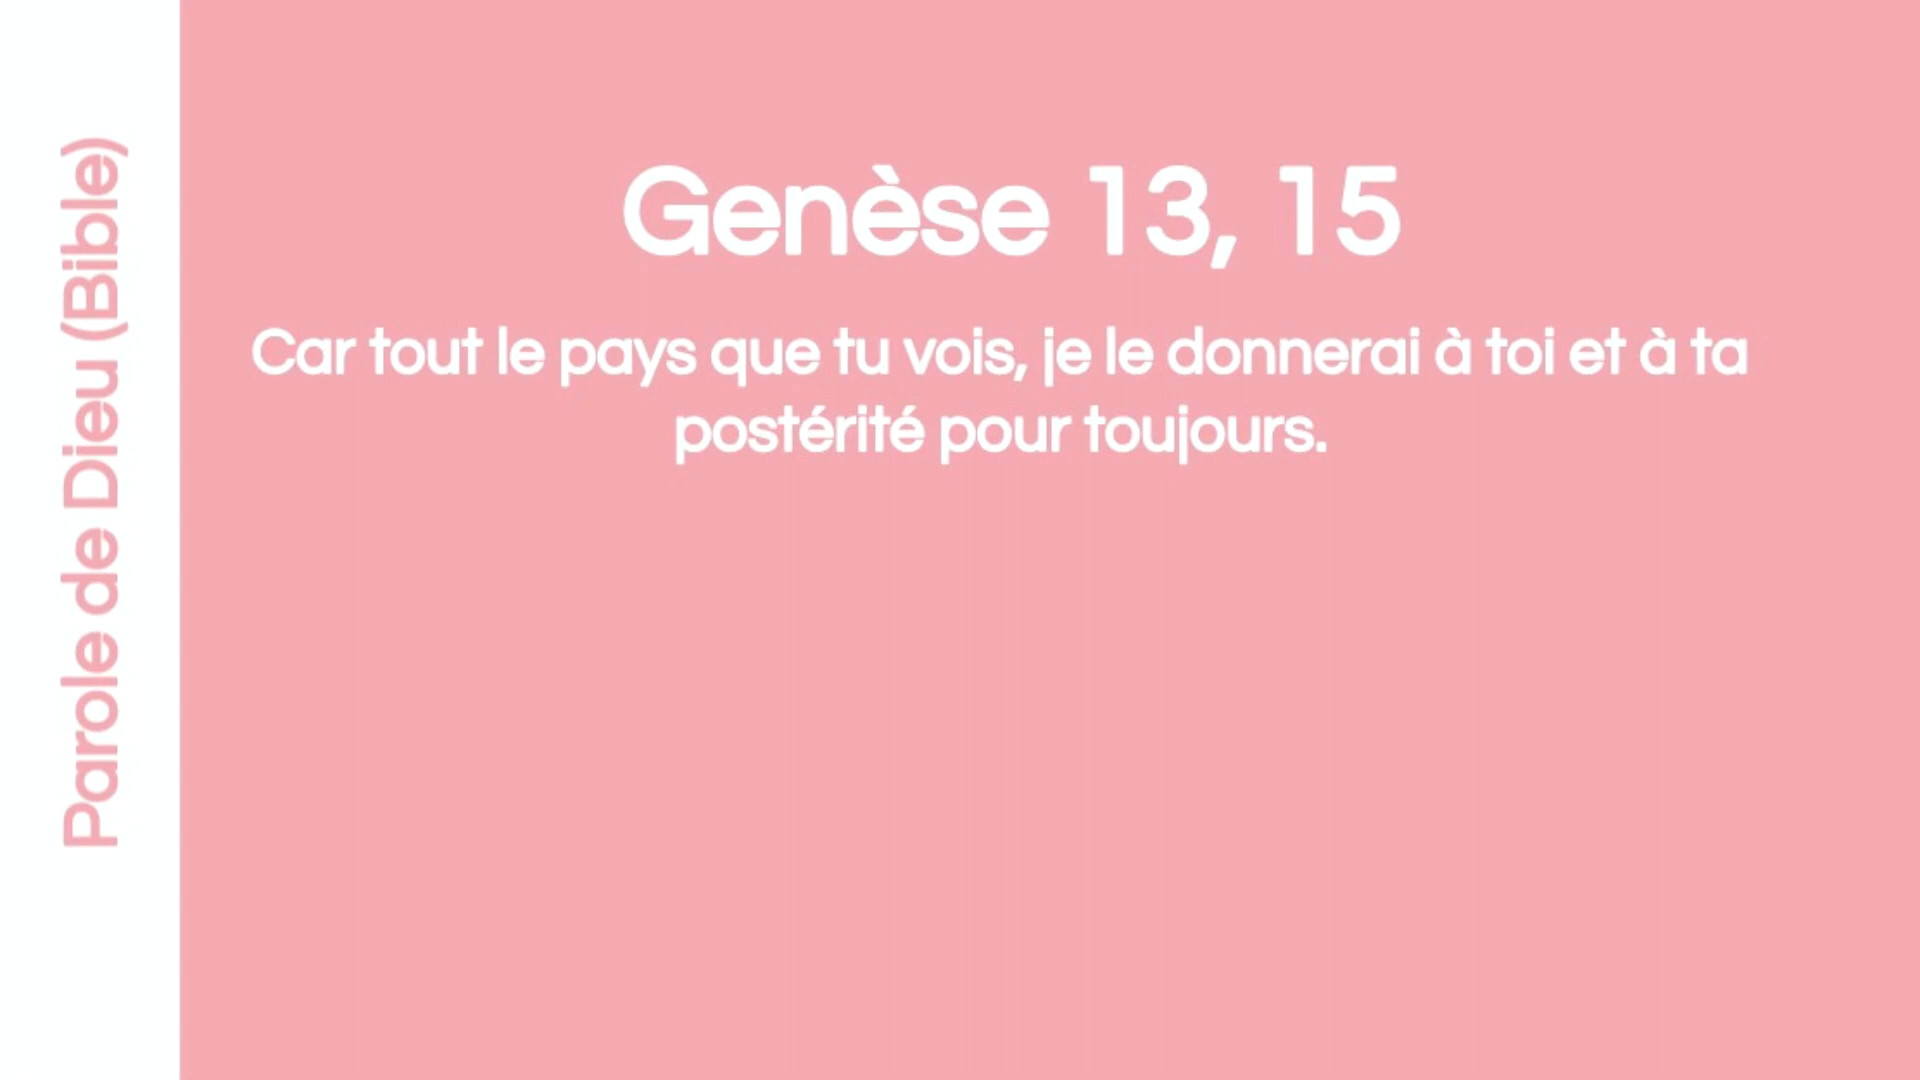 Parole de Dieu (Bible)
Genèse 13, 15
Car tout le pays que tu vois, je le donnerai à toi et à ta
postérité pour toujours.